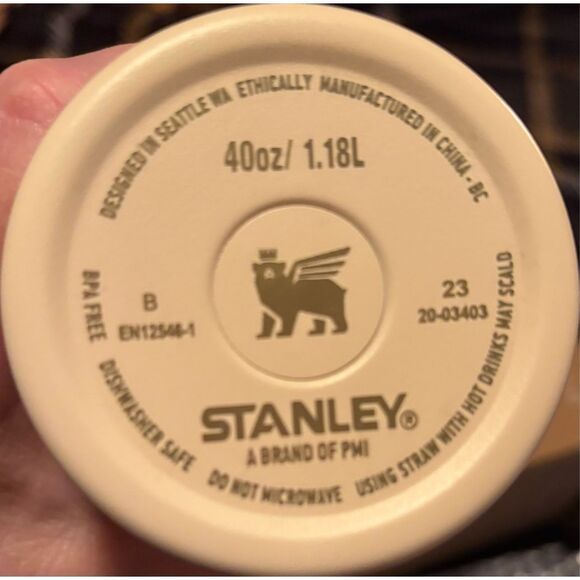 DESIGNED IN SEATTLE WA ETHICALLY MANUFACTURED IN CHINA - BC
40oz/ 1.18L
B
EN12546-1
23
20-03403
STANLEY®
A BRAND OF PMI
BPA FREE DISHWASHER SAFE DO NOT MICROWAVE USING STRAW WITH HOT DRINKS MAY SCALD